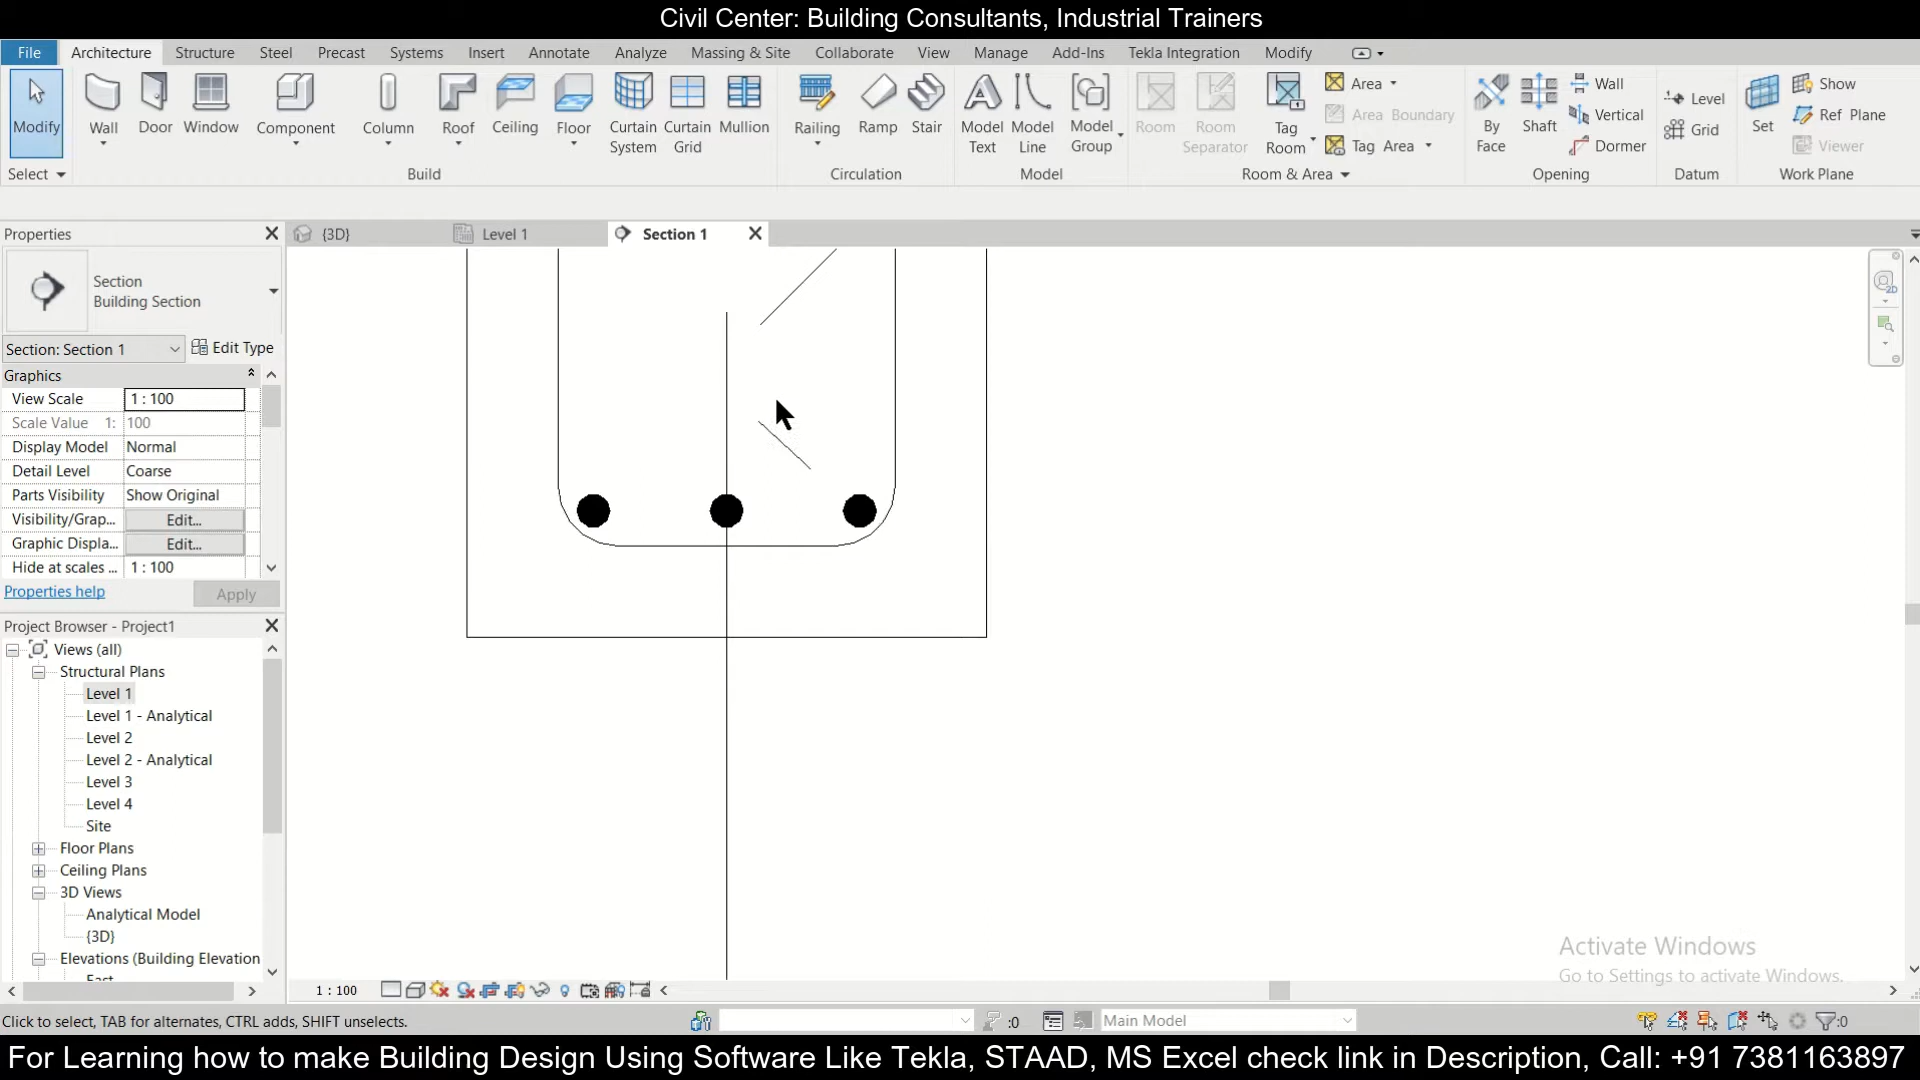 Civil Center: Building Consultants, Industrial Trainers
File Architecture Structure Steel Precast Systems Insert Annotate Analyze Massing & Site Collaborate View Manage Add-Ins Tekla Integration Modify
Modify Wall Door Window Component Column Roof Ceiling Floor Curtain System Curtain Grid Mullion Railing Ramp Stair Model Text Model Line Model Group Room Room Separator Tag Room Area Area Boundary Tag Area By Face Shaft Wall Vertical Dormer Level Grid Set Show Ref Plane Viewer
Select Build Circulation Model Room & Area Opening Datum Work Plane
Properties {3D} Level 1 Section 1
Section
Building Section
Section: Section 1 Edit Type
Graphics
View Scale 1 : 100
Scale Value 1: 100
Display Model Normal
Detail Level Coarse
Parts Visibility Show Original
Visibility/Grap... Edit...
Graphic Displa... Edit...
Hide at scales ... 1 : 100
Properties help Apply
Project Browser - Project1
Views (all)
Structural Plans
Level 1
Level 1 - Analytical
Level 2
Level 2 - Analytical
Level 3
Level 4
Site
Floor Plans
Ceiling Plans
3D Views
Analytical Model
{3D}
Elevations (Building Elevation
East
2D
Activate Windows
Go to Settings to activate Windows.
1 : 100
Click to select, TAB for alternates, CTRL adds, SHIFT unselects. :0 Main Model :0
For Learning how to make Building Design Using Software Like Tekla, STAAD, MS Excel check link in Description, Call: +91 7381163897